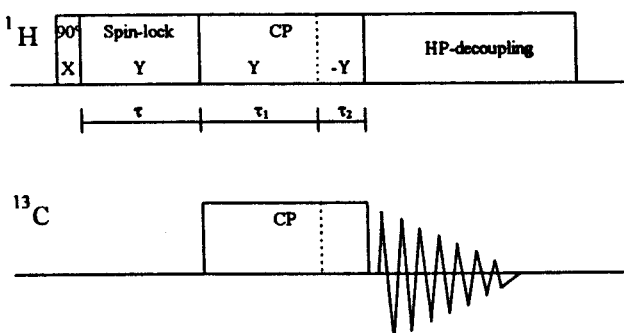 ¹H
90°
Spin-lock
CP
HP-decoupling
X
Y
Y
-Y
τ
τ₁
τ₂
¹³C
CP